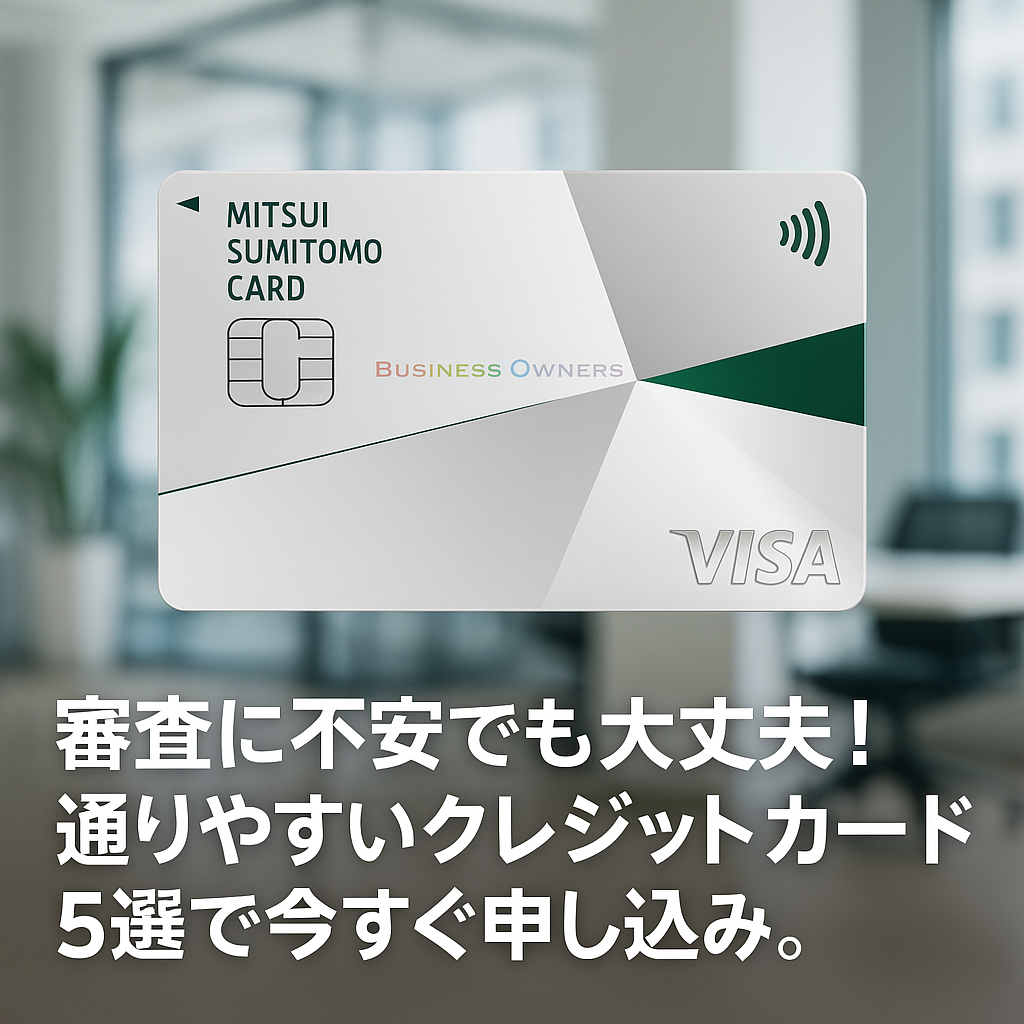 MITSUI
SUMITOMO
CARD
BUSINESS OWNERS
VISA
審査に不安でも大丈夫！
通りやすいクレジットカード
5選で今すぐ申し込み。